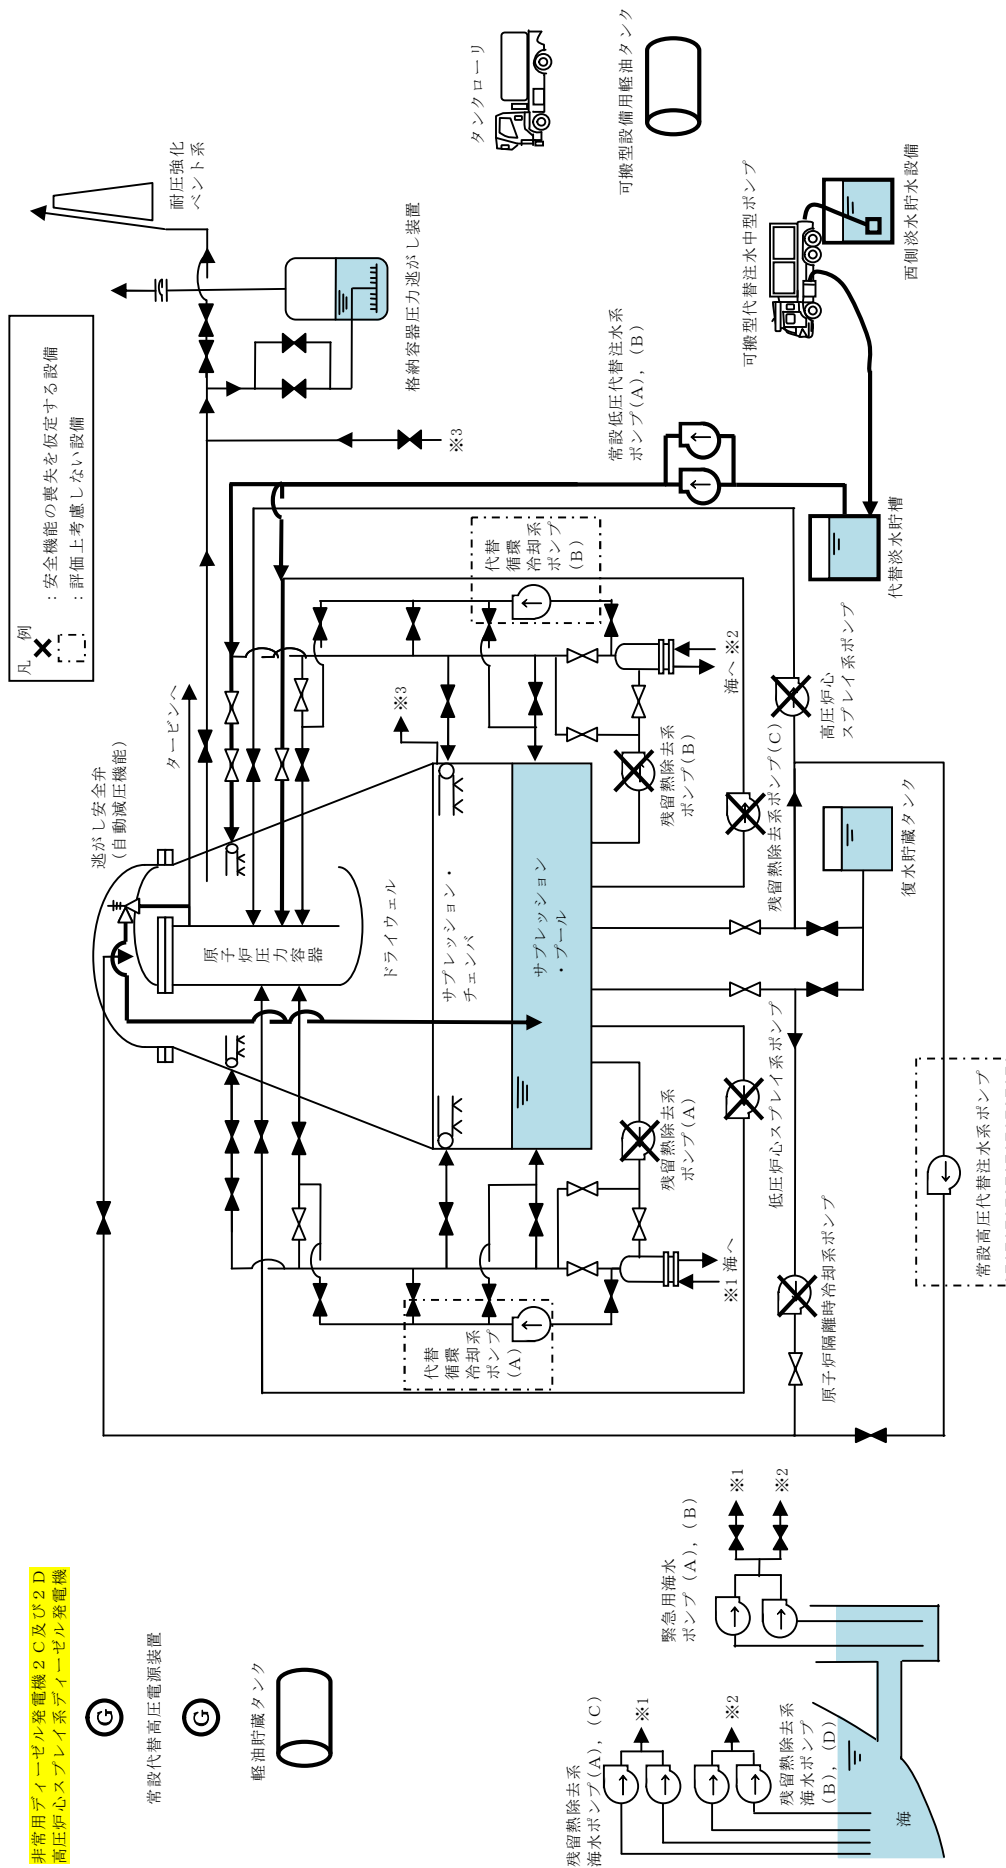 非常用ディーゼル発電機２Ｃ及び２Ｄ
高圧炉心スプレイ系ディーゼル発電機
G
常設代替高圧電源装置
G
軽油貯蔵タンク
凡　例
：安全機能の喪失を仮定する設備
：評価上考慮しない設備
逃がし安全弁
(自動減圧機能)
タービンへ
耐圧強化
ベント系
格納容器圧力逃がし装置
※3
原子炉圧力容器
ドライウェル
サプレッション・
チェンバ
サプレッション
・プール
※3
代替
循環
冷却系
ポンプ
(A)
代替
循環
冷却系
ポンプ
(B)
常設低圧代替注水系
ポンプ(A)，(B)
タンクローリ
可搬型設備用軽油タンク
可搬型代替注水中型ポンプ
西側淡水貯水設備
代替淡水貯槽
※1
海へ
海へ
※2
残留熱除去系
ポンプ(A)
残留熱除去系
ポンプ(B)
低圧炉心スプレイ系ポンプ
残留熱除去系ポンプ(C)
高圧炉心
スプレイ系ポンプ
原子炉隔離時冷却系ポンプ
復水貯蔵タンク
常設高圧代替注水系ポンプ
緊急用海水
ポンプ(A)，(B)
※1
※2
残留熱除去系
海水ポンプ(A)，(C)
※1
※2
残留熱除去系
海水ポンプ
(B)，(D)
海